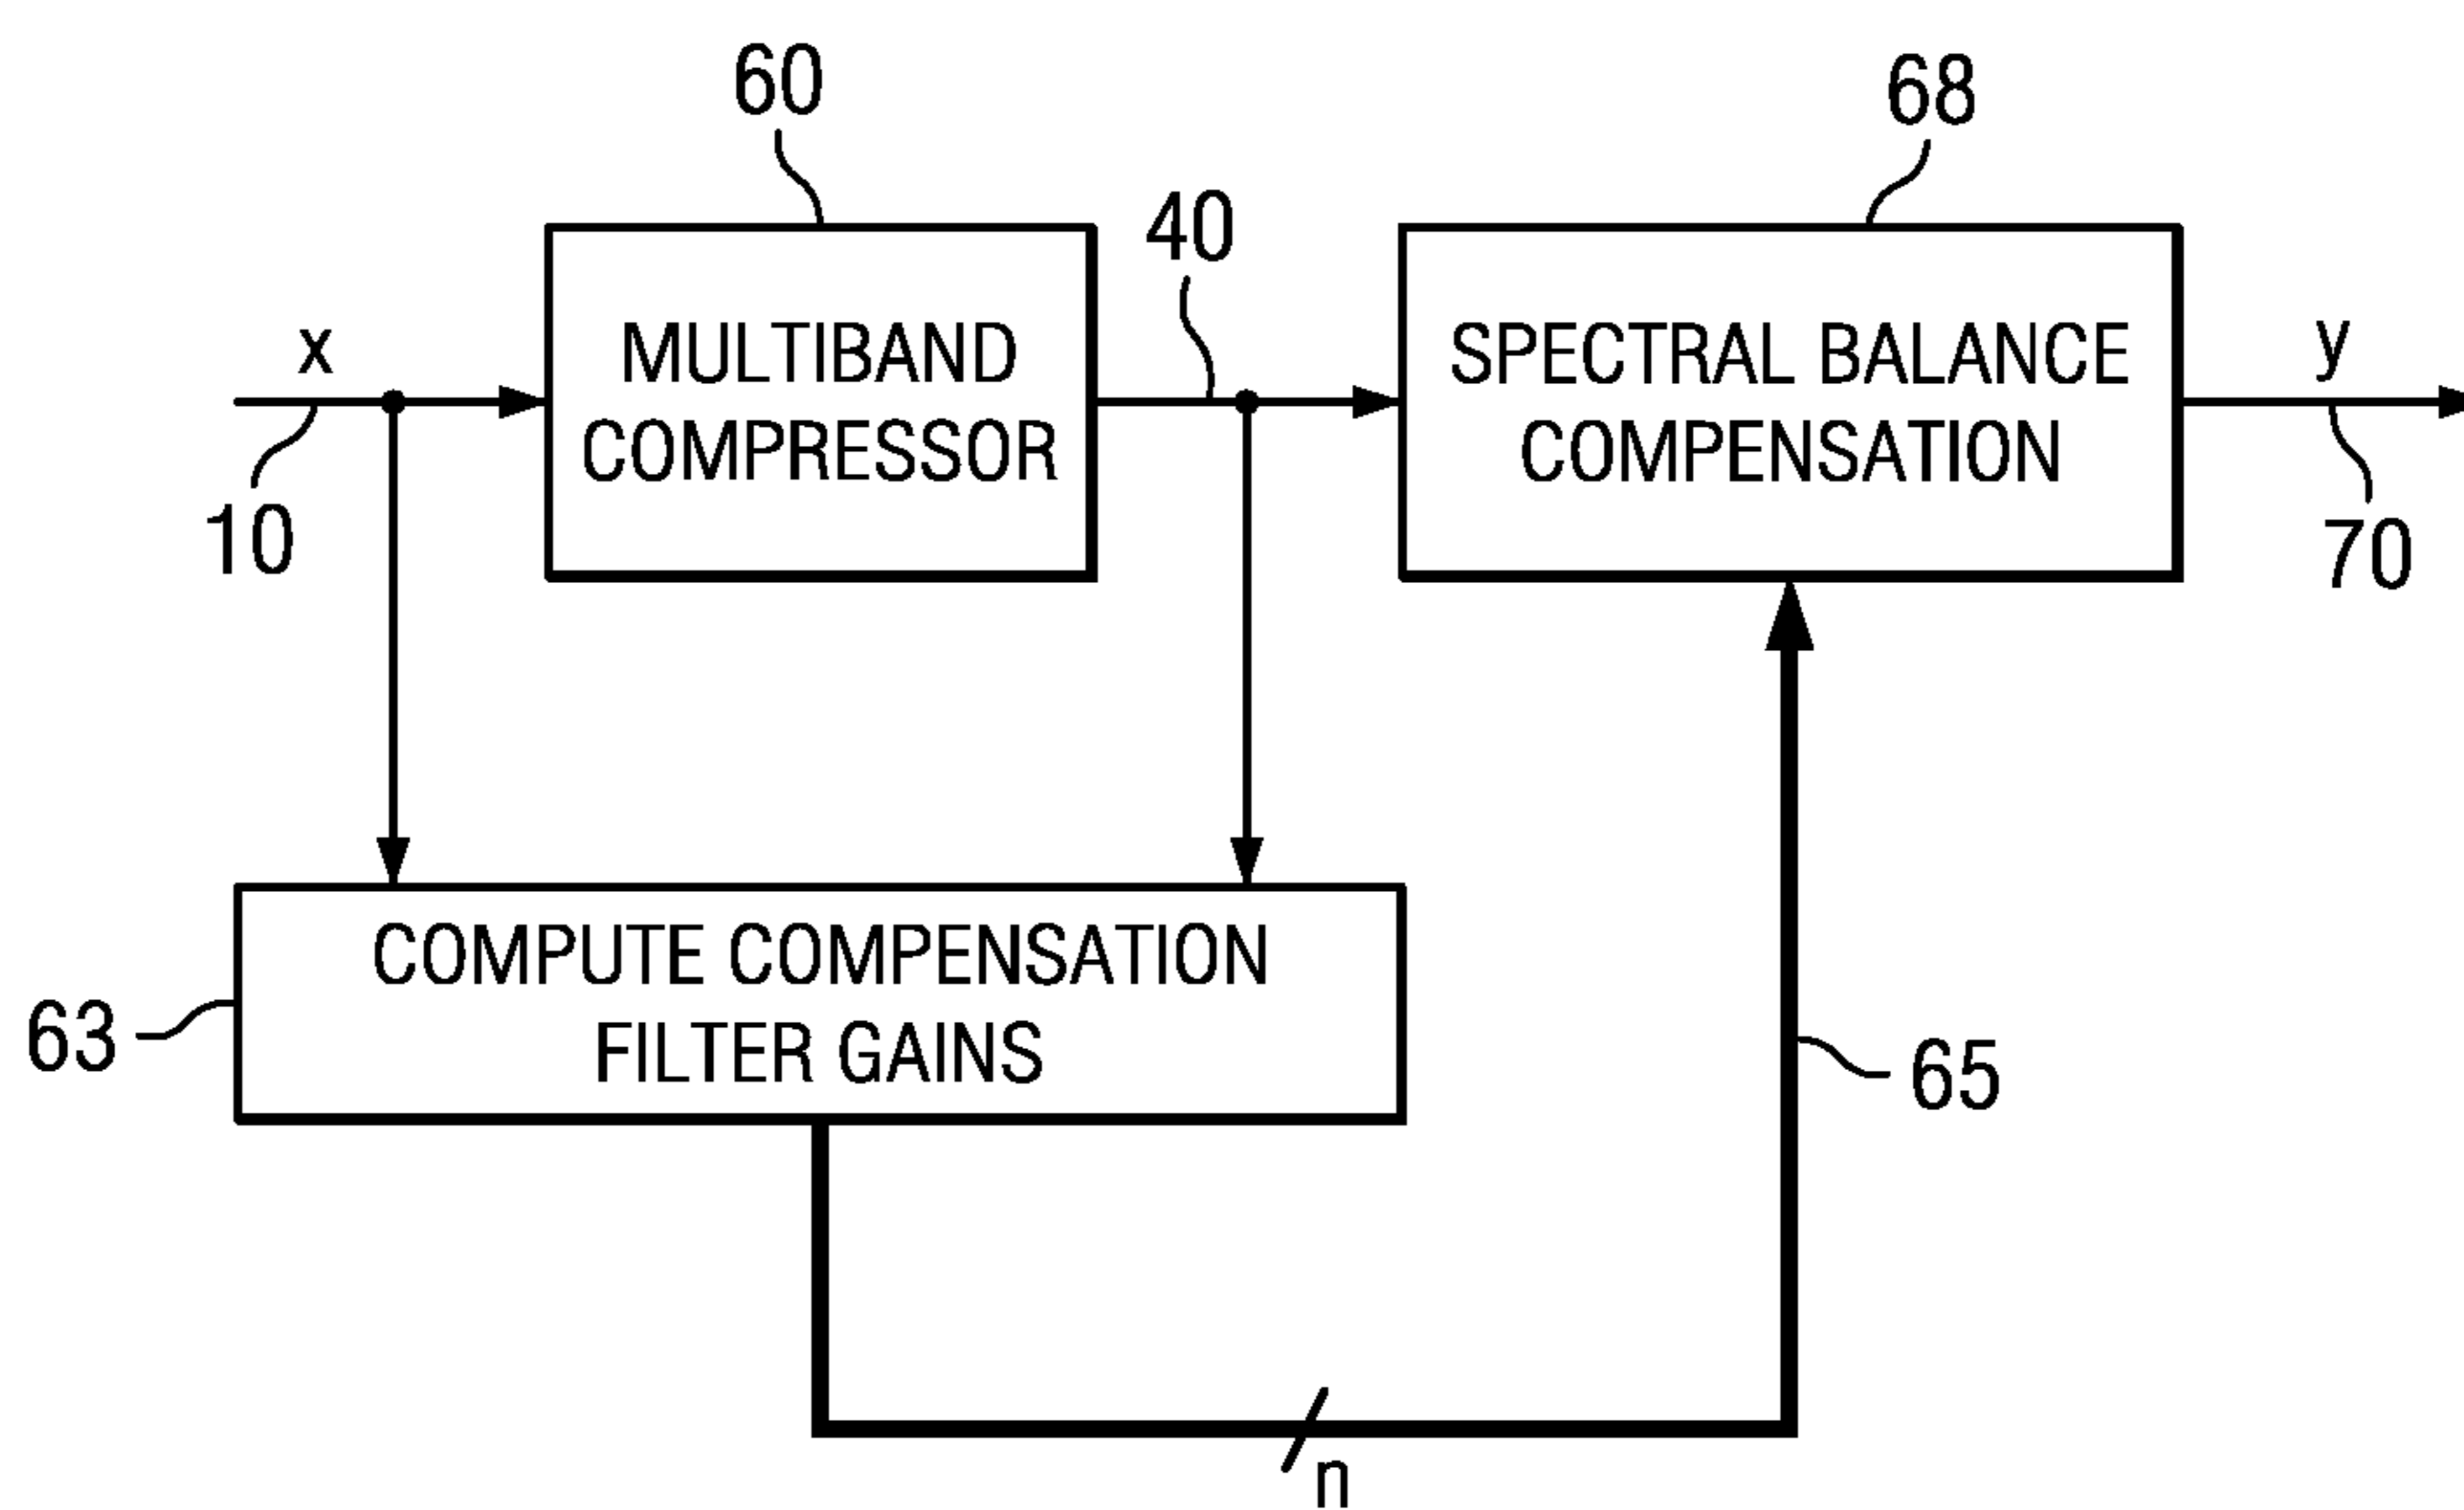 60
68
40
x
MULTIBAND
COMPRESSOR
SPECTRAL BALANCE
COMPENSATION
y
10
70
COMPUTE COMPENSATION
FILTER GAINS
63
65
n